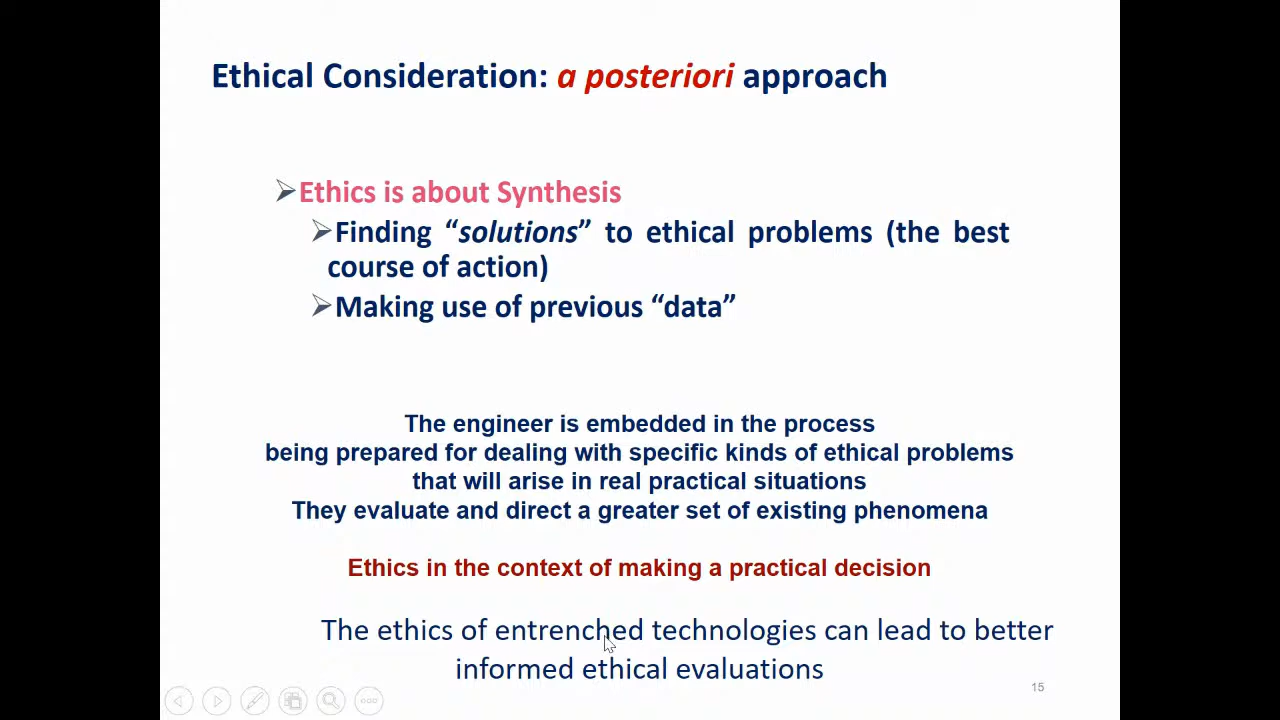 Ethical Consideration: a posteriori approach
Ethics is about Synthesis
Finding “solutions” to ethical problems (the best
course of action)
Making use of previous “data”
The engineer is embedded in the process
being prepared for dealing with specific kinds of ethical problems
that will arise in real practical situations
They evaluate and direct a greater set of existing phenomena
Ethics in the context of making a practical decision
The ethics of entrenched technologies can lead to better
informed ethical evaluations
15